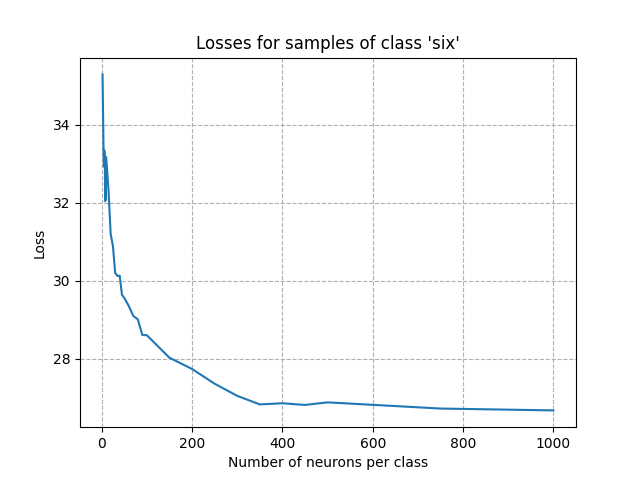 Losses for samples of class 'six'
Loss
34
32
30
28
0 200 400 600 800 1000
Number of neurons per class